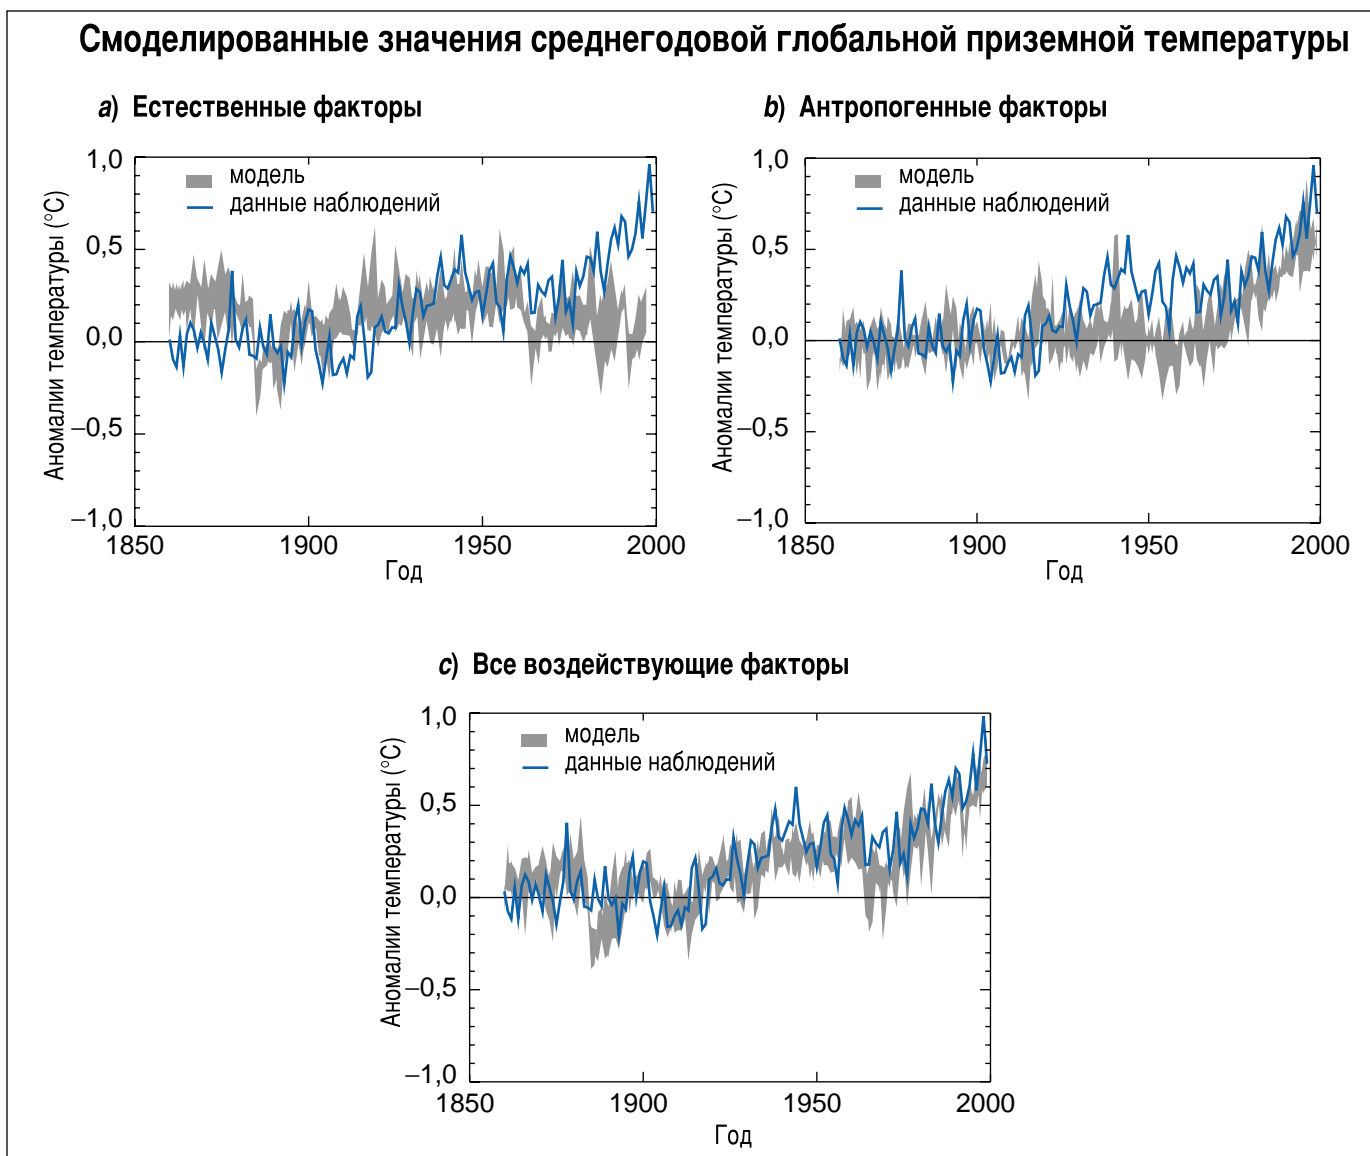 Смоделированные значения среднегодовой глобальной приземной температуры
a) Естественные факторы
Аномалии температуры (°C)
1,0
0,5
0,0
–0,5
–1,0
модель
данные наблюдений
1850
1900
1950
2000
Год
b) Антропогенные факторы
Аномалии температуры (°C)
1,0
0,5
0,0
–0,5
–1,0
модель
данные наблюдений
1850
1900
1950
2000
Год
c) Все воздействующие факторы
Аномалии температуры (°C)
1,0
0,5
0,0
–0,5
–1,0
модель
данные наблюдений
1850
1900
1950
2000
Год